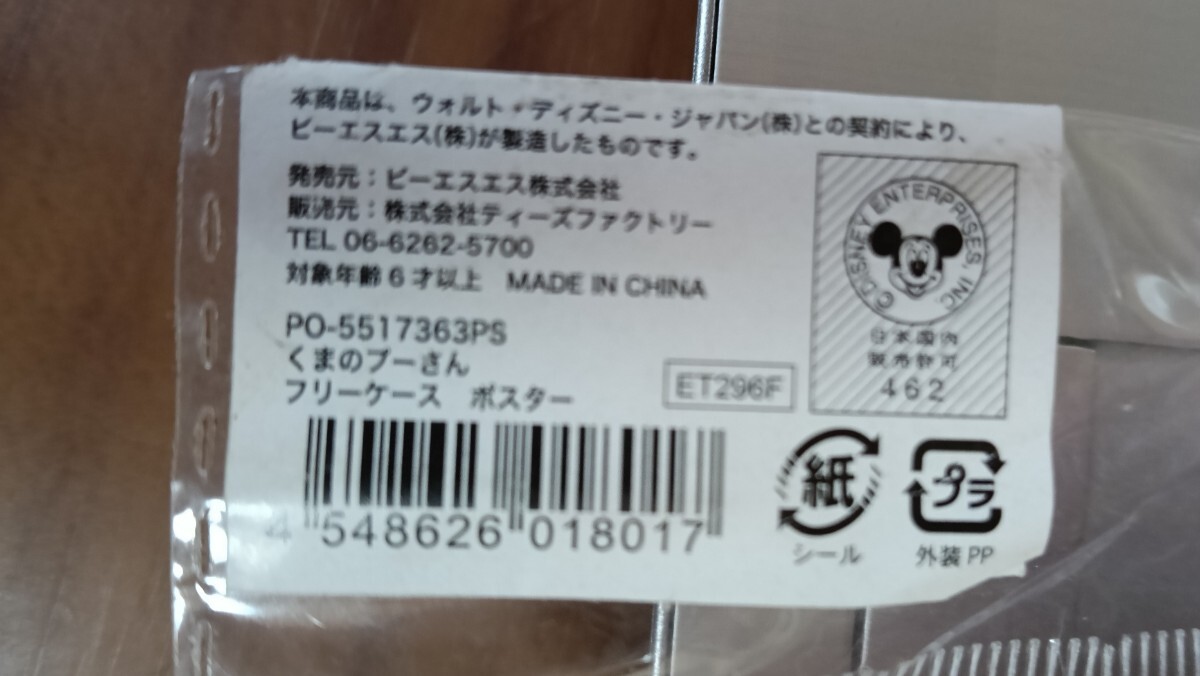 本商品は、ウォルト・ディズニー・ジャパン(株)との契約により、
ピーエスエス(株)が製造したものです。
発売元：ピーエスエス株式会社
販売元：株式会社ティーズファクトリー
TEL 06-6262-5700
対象年齢6才以上 MADE IN CHINA
PO-5517363PS
くまのプーさん
フリーケース ポスター
ET296F
© DISNEY ENTERPRISES, INC.
日本国内
販売許可
462
4 548626 018017
紙
シール
プラ
外装PP